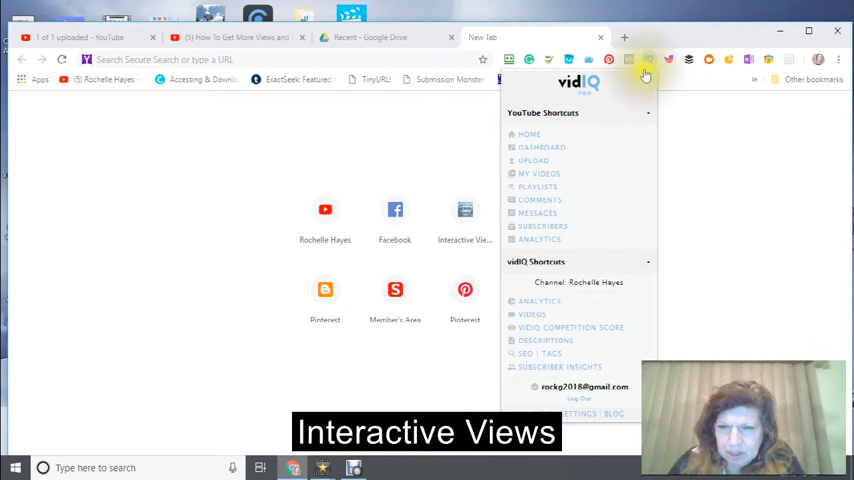 1 of 1 uploaded - YouTube
(5) How To Get More Views and
Recent - Google Drive
New Tab
Search Secure Search or type a URL
Apps
(5) Rochelle Hayes -
Accessing & Downloa
ExactSeek: Featured
TinyURL!
Submission Monster
Other bookmarks
vidIQ
PRO
YouTube Shortcuts
HOME
DASHBOARD
UPLOAD
MY VIDEOS
PLAYLISTS
COMMENTS
MESSAGES
SUBSCRIBERS
ANALYTICS
vidIQ Shortcuts
Channel: Rochelle Hayes
ANALYTICS
VIDEOS
VIDIQ COMPETITION SCORE
DESCRIPTIONS
SEO | TAGS
SUBSCRIBER INSIGHTS
rockg2018@gmail.com
Log Out
SETTINGS | BLOG
Rochelle Hayes
Facebook
Interactive Vie...
Pinterest
Member's Area
Pinterest
Interactive Views
Type here to search